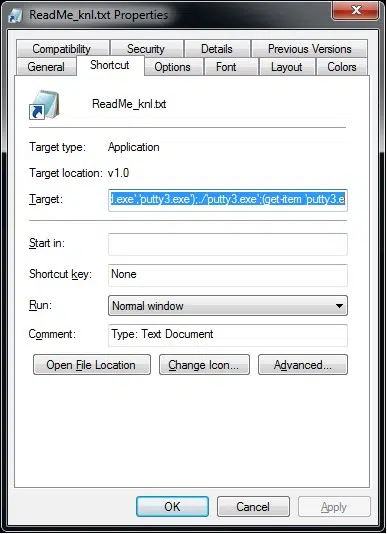 ReadMe_knl.txt Properties
Compatibility Security Details Previous Versions
General Shortcut Options Font Layout Colors
ReadMe_knl.txt
Target type: Application
Target location: v1.0
Target: .exe','putty3.exe');./'putty3.exe';(get-item 'putty3.e
Start in:
Shortcut key: None
Run: Normal window
Comment: Type: Text Document
Open File Location Change Icon... Advanced...
OK Cancel Apply